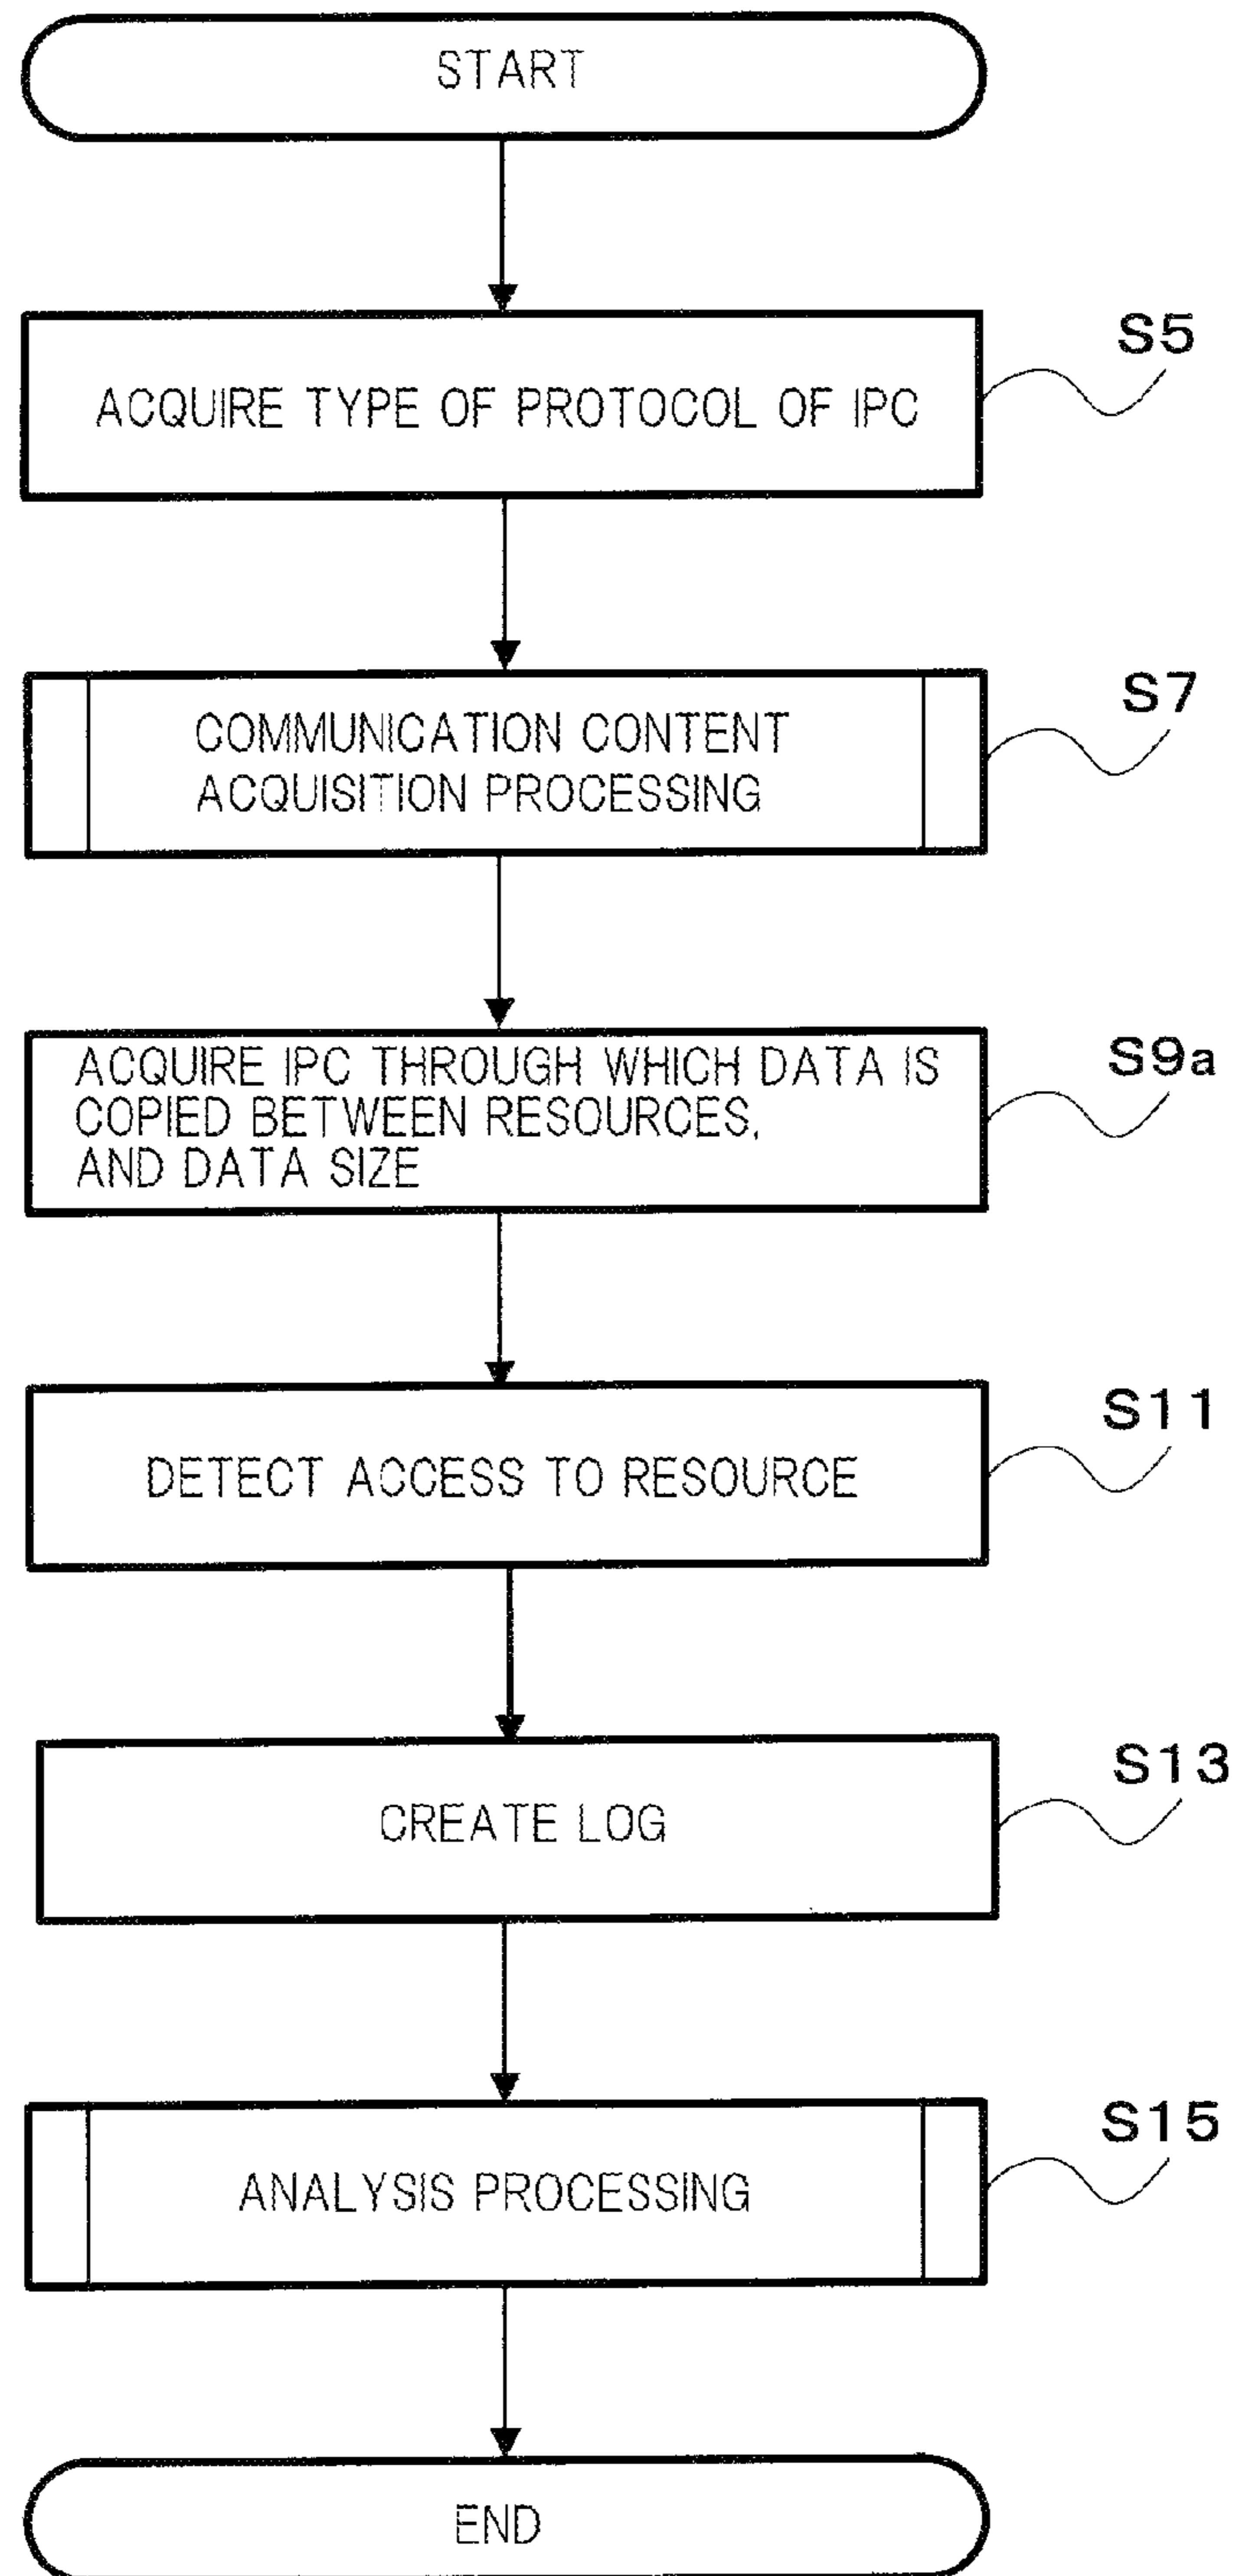 START
S5
ACQUIRE TYPE OF PROTOCOL OF IPC
S7
COMMUNICATION CONTENT
ACQUISITION PROCESSING
S9a
ACQUIRE IPC THROUGH WHICH DATA IS
COPIED BETWEEN RESOURCES,
AND DATA SIZE
S11
DETECT ACCESS TO RESOURCE
S13
CREATE LOG
S15
ANALYSIS PROCESSING
END